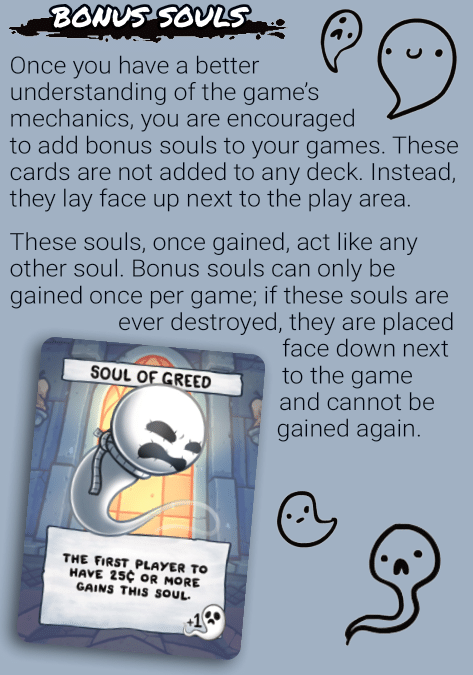 BONUS SOULS
Once you have a better
understanding of the game's
mechanics, you are encouraged
to add bonus souls to your games. These
cards are not added to any deck. Instead,
they lay face up next to the play area.
These souls, once gained, act like any
other soul. Bonus souls can only be
gained once per game; if these souls are
ever destroyed, they are placed
face down next
to the game
and cannot be
gained again.
SOUL OF GREED
THE FIRST PLAYER TO
HAVE 25¢ OR MORE
GAINS THIS SOUL.
+1